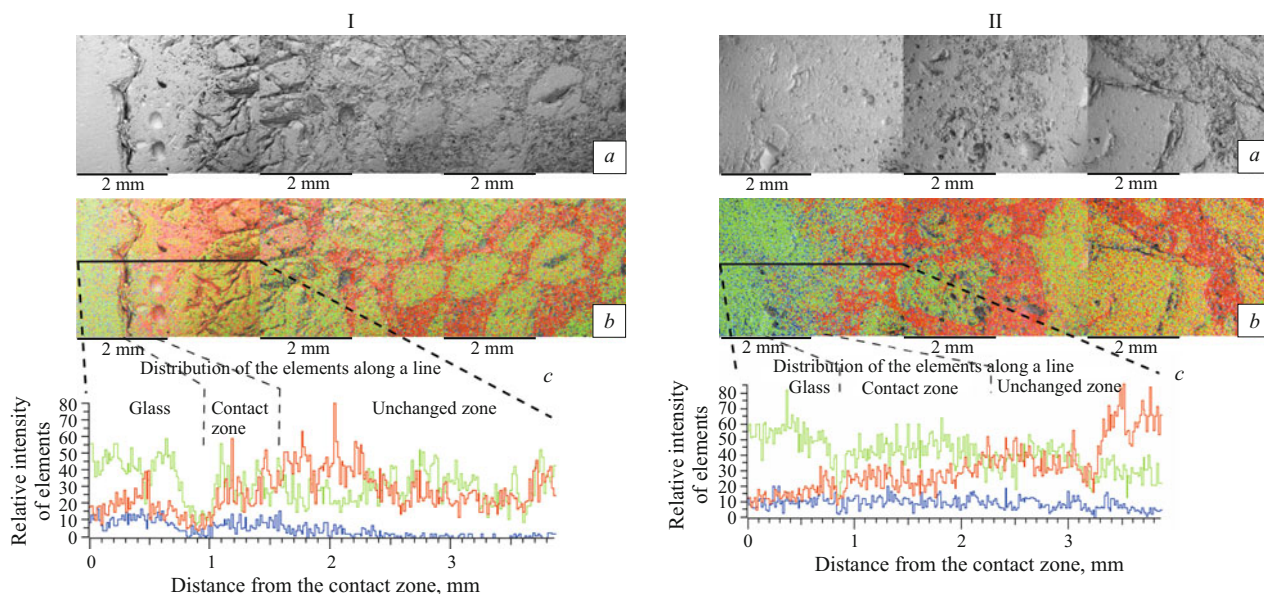 I
II
a
a
2 mm 2 mm 2 mm
2 mm 2 mm 2 mm
b
b
2 mm 2 mm 2 mm
2 mm 2 mm 2 mm
Distribution of the elements along a line
c
Glass
Contact
zone
Unchanged zone
Relative intensity
of elements
80
70
60
50
40
30
20
10
0
0 1 2 3
Distance from the contact zone, mm
Distribution of the elements along a line
c
Glass Contact zone Unchanged zone
Relative intensity
of elements
80
70
60
50
40
30
20
10
0
0 1 2 3
Distance from the contact zone, mm